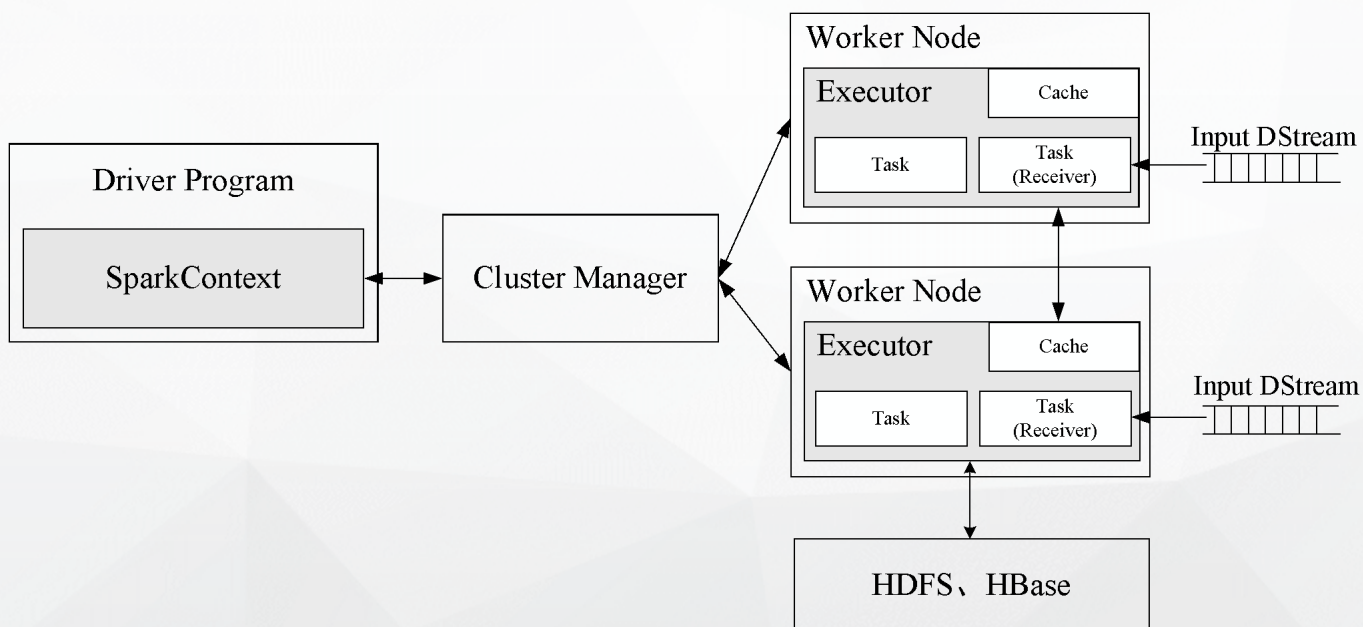 Driver Program
SparkContext
Cluster Manager
Worker Node
Executor
Cache
Task
Task
(Receiver)
Input DStream
Worker Node
Executor
Cache
Task
Task
(Receiver)
Input DStream
HDFS、HBase